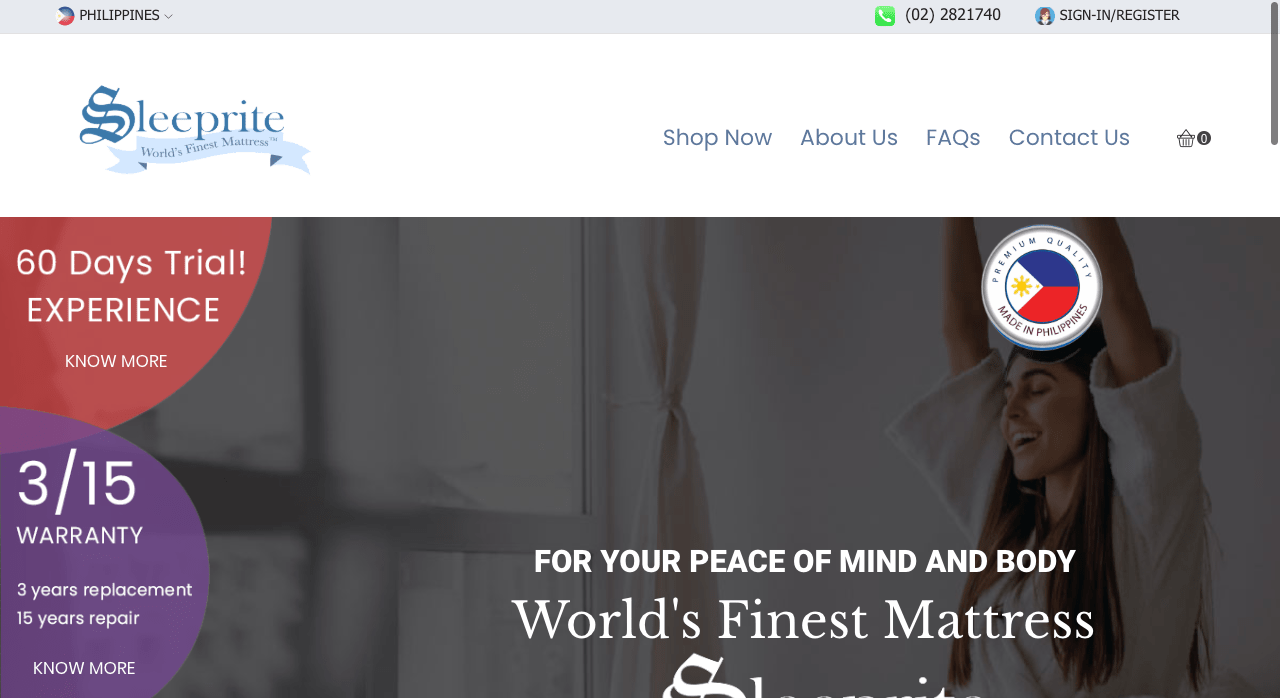 PHILIPPINES
(02) 2821740
SIGN-IN/REGISTER
Sleeprite
World's Finest Mattress™
Shop Now
About Us
FAQs
Contact Us
0
60 Days Trial!
EXPERIENCE
KNOW MORE
PREMIUM QUALITY
MADE IN PHILIPPINES
3/15
WARRANTY
3 years replacement
15 years repair
KNOW MORE
FOR YOUR PEACE OF MIND AND BODY
World's Finest Mattress
Sleeprite